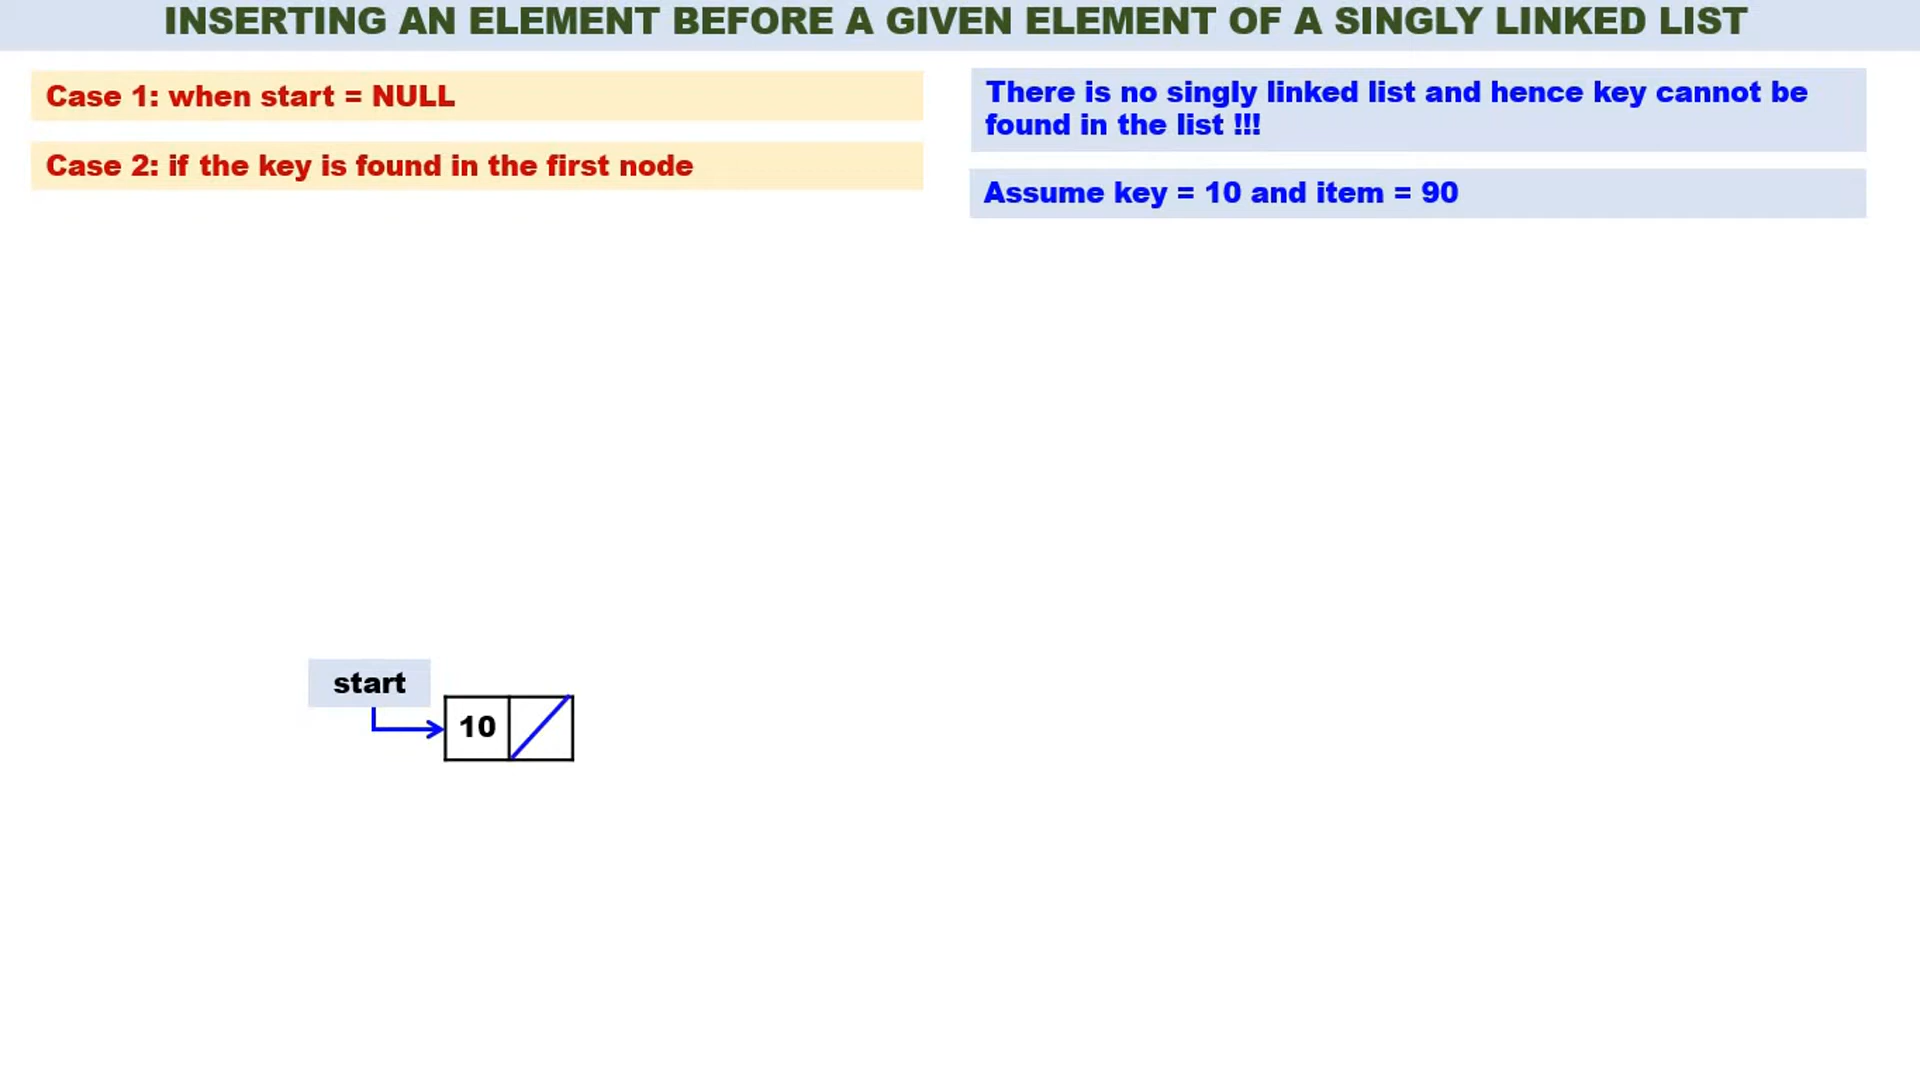 INSERTING AN ELEMENT BEFORE A GIVEN ELEMENT OF A SINGLY LINKED LIST
Case 1: when start = NULL
There is no singly linked list and hence key cannot be
found in the list !!!
Case 2: if the key is found in the first node
Assume key = 10 and item = 90
start
10